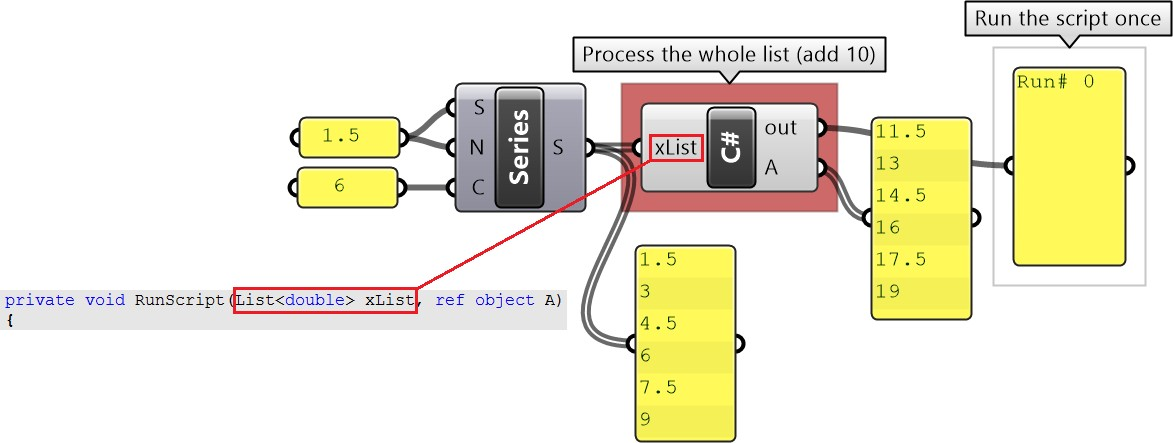 Run the script once
Process the whole list (add 10)
Run# 0
1.5
6
S
N
C
Series
S
xList
C#
out
A
11.5
13
14.5
16
17.5
19
1.5
3
4.5
6
7.5
9
private void RunScript(List<double> xList, ref object A)
{